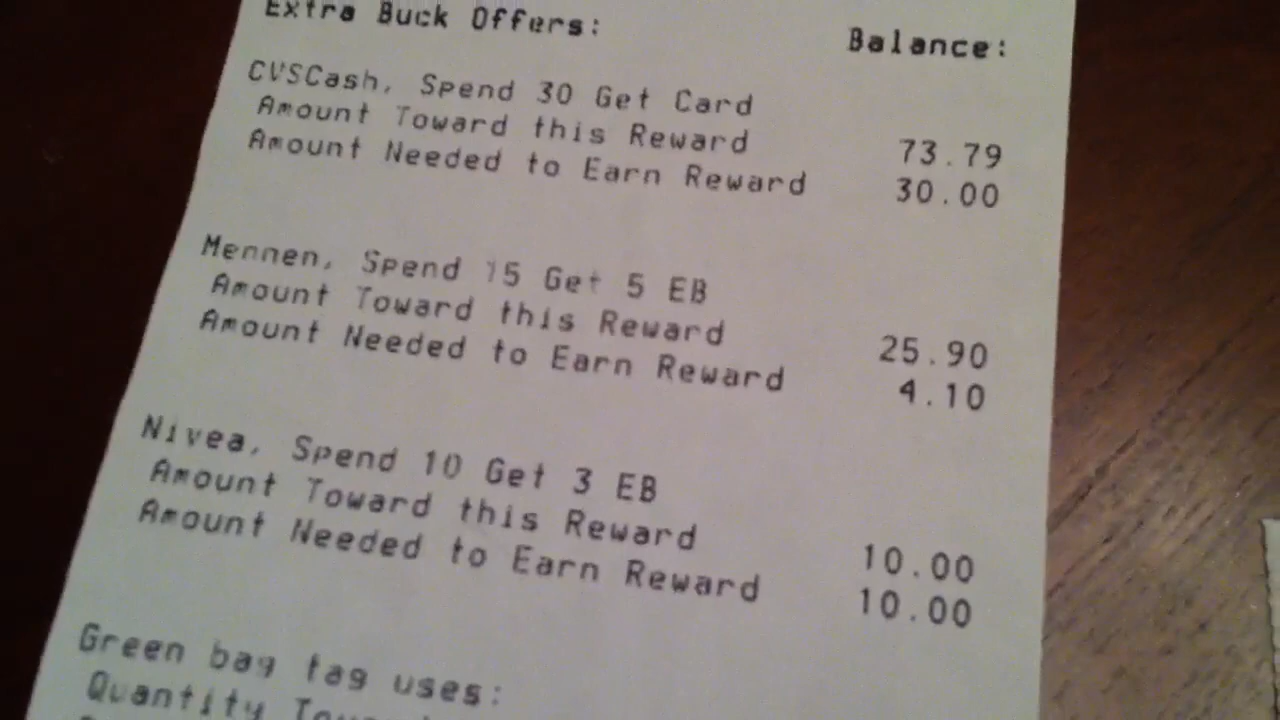 Extra Buck Offers: Balance:
CVSCash, Spend 30 Get Card
Amount Toward this Reward 73.79
Amount Needed to Earn Reward 30.00
Mennen, Spend 15 Get 5 EB
Amount Toward this Reward 25.90
Amount Needed to Earn Reward 4.10
Nivea, Spend 10 Get 3 EB
Amount Toward this Reward 10.00
Amount Needed to Earn Reward 10.00
Green bag tag uses:
Quantity